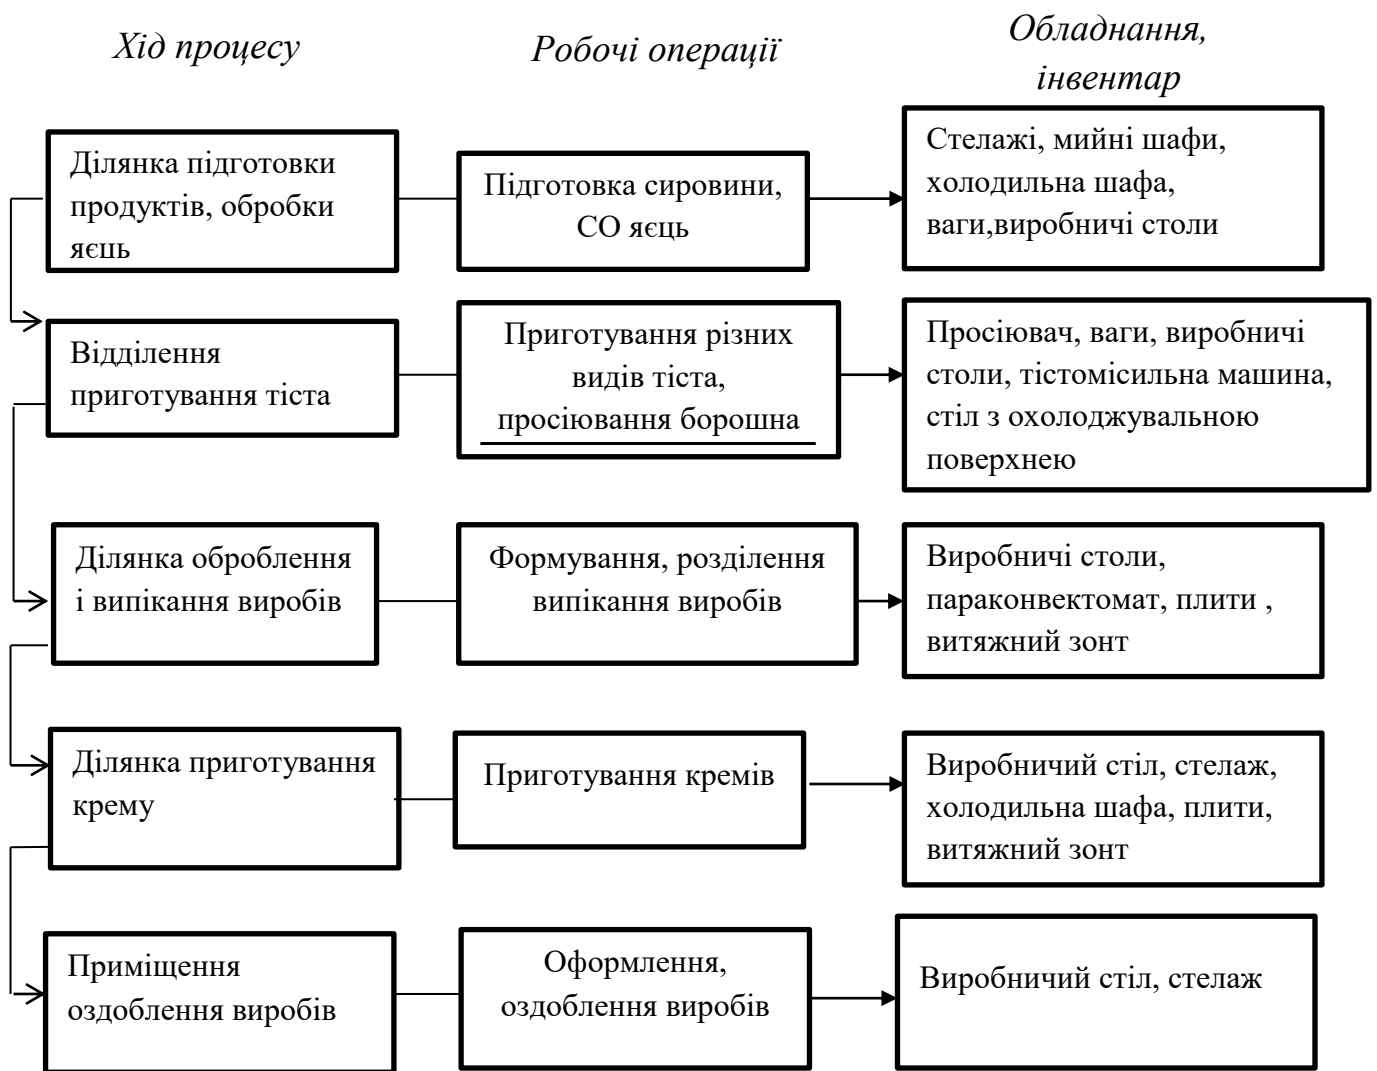 Хід процесу
Робочі операції
Обладнання,
інвентар
Ділянка підготовки
продуктів, обробки
яєць
Підготовка сировини,
СО яєць
Стелажі, мийні шафи,
холодильна шафа,
ваги,виробничі столи
Відділення
приготування тіста
Приготування різних
видів тіста,
просіювання борошна
Просіювач, ваги, виробничі
столи, тістомісильна машина,
стіл з охолоджувальною
поверхнею
Ділянка оброблення
і випікання виробів
Формування, розділення
випікання виробів
Виробничі столи,
параконвектомат, плити ,
витяжний зонт
Ділянка приготування
крему
Приготування кремів
Виробничий стіл, стелаж,
холодильна шафа, плити,
витяжний зонт
Приміщення
оздоблення виробів
Оформлення,
оздоблення виробів
Виробничий стіл, стелаж